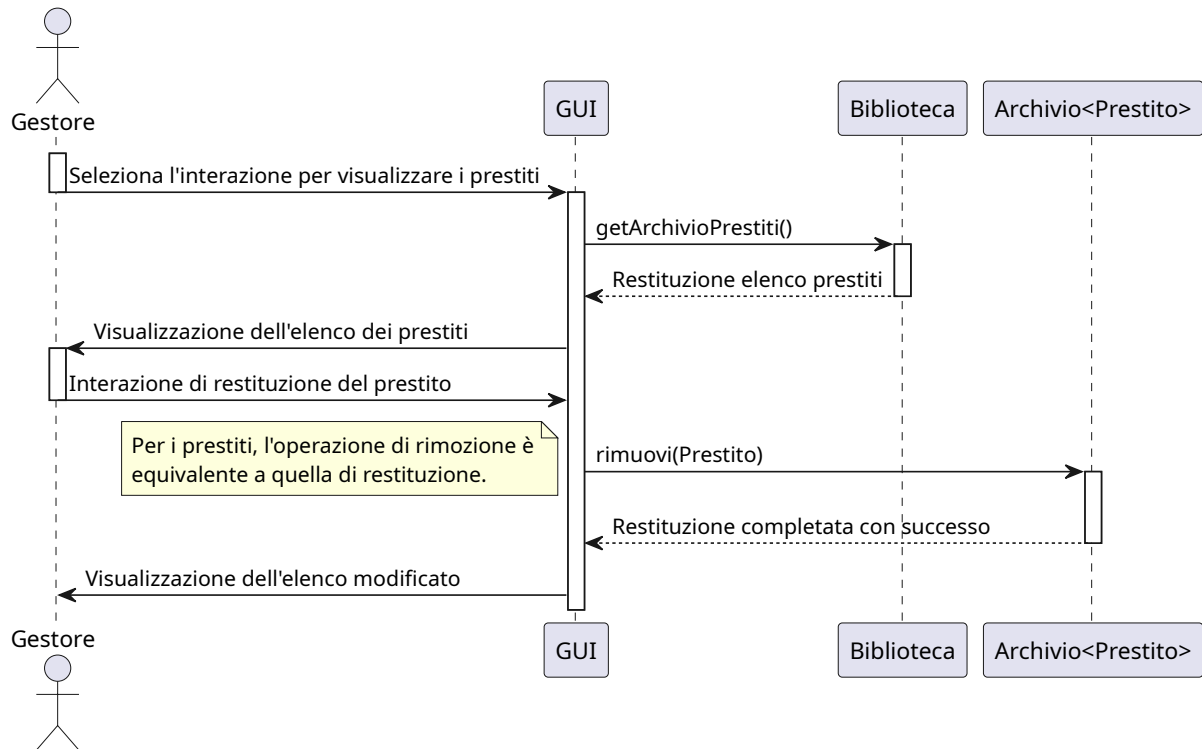 Gestore
GUI
Biblioteca
Archivio<Prestito>
Seleziona l'interazione per visualizzare i prestiti
getArchivioPrestiti()
Restituzione elenco prestiti
Visualizzazione dell'elenco dei prestiti
Interazione di restituzione del prestito
Per i prestiti, l'operazione di rimozione è
equivalente a quella di restituzione.
rimuovi(Prestito)
Restituzione completata con successo
Visualizzazione dell'elenco modificato
Gestore
GUI
Biblioteca
Archivio<Prestito>